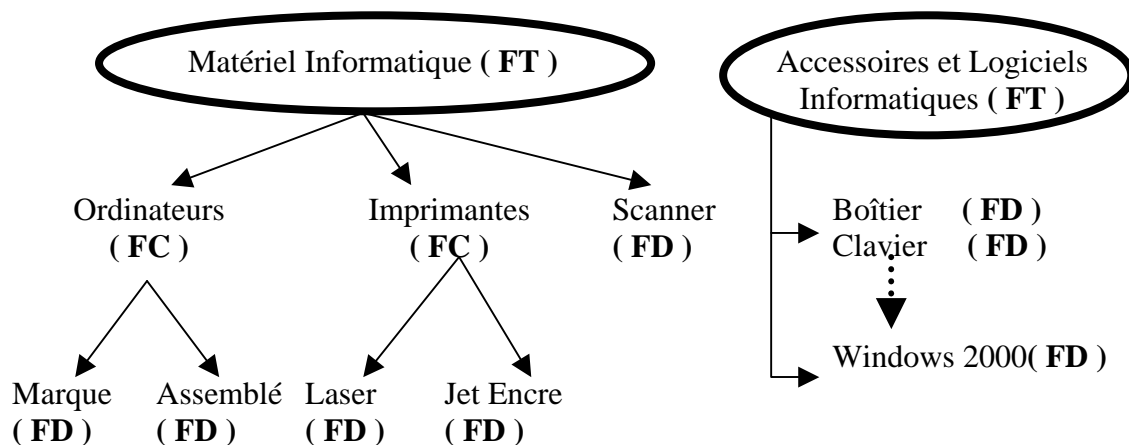 Matériel Informatique ( FT )
Accessoires et Logiciels
Informatiques ( FT )
Ordinateurs
( FC )
Imprimantes
( FC )
Scanner
( FD )
Boîtier ( FD )
Clavier ( FD )
Windows 2000( FD )
Marque
( FD )
Assemblé
( FD )
Laser
( FD )
Jet Encre
( FD )